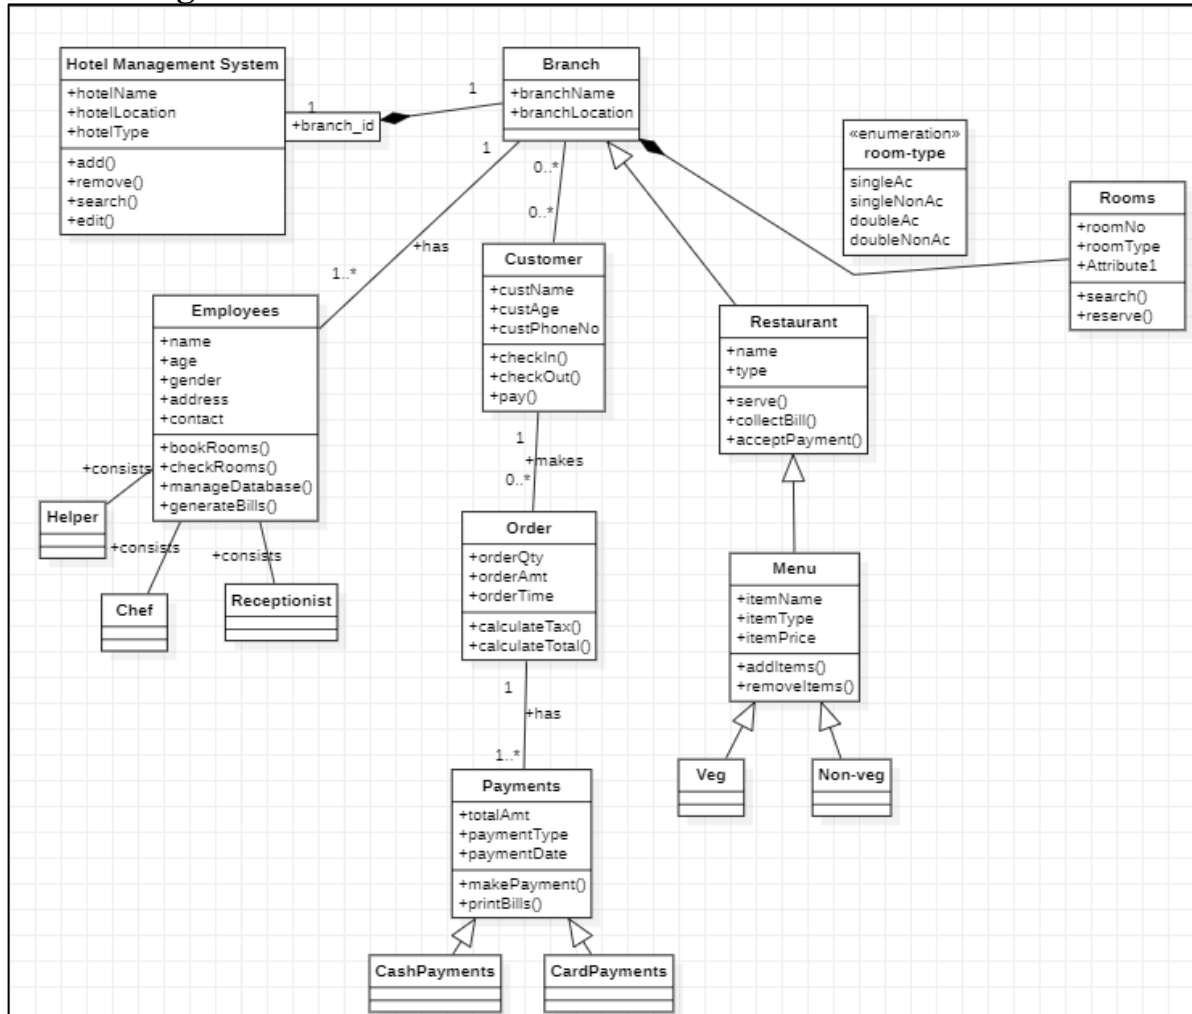 Hotel Management System
+hotelName
+hotelLocation
+hotelType
+add()
+remove()
+search()
+edit()
1
+branch_id
1
Branch
+branchName
+branchLocation
«enumeration»
room-type
singleAc
singleNonAc
doubleAc
doubleNonAc
Rooms
+roomNo
+roomType
+Attribute1
+search()
+reserve()
1
+has
1..*
0..*
0..*
Employees
+name
+age
+gender
+address
+contact
+bookRooms()
+checkRooms()
+manageDatabase()
+generateBills()
Customer
+custName
+custAge
+custPhoneNo
+checkIn()
+checkOut()
+pay()
Restaurant
+name
+type
+serve()
+collectBill()
+acceptPayment()
+consists
Helper
+consists
Chef
+consists
Receptionist
1
+makes
0..*
Order
+orderQty
+orderAmt
+orderTime
+calculateTax()
+calculateTotal()
Menu
+itemName
+itemType
+itemPrice
+addItems()
+removeItems()
1
+has
1..*
Veg
Non-veg
Payments
+totalAmt
+paymentType
+paymentDate
+makePayment()
+printBills()
CashPayments
CardPayments